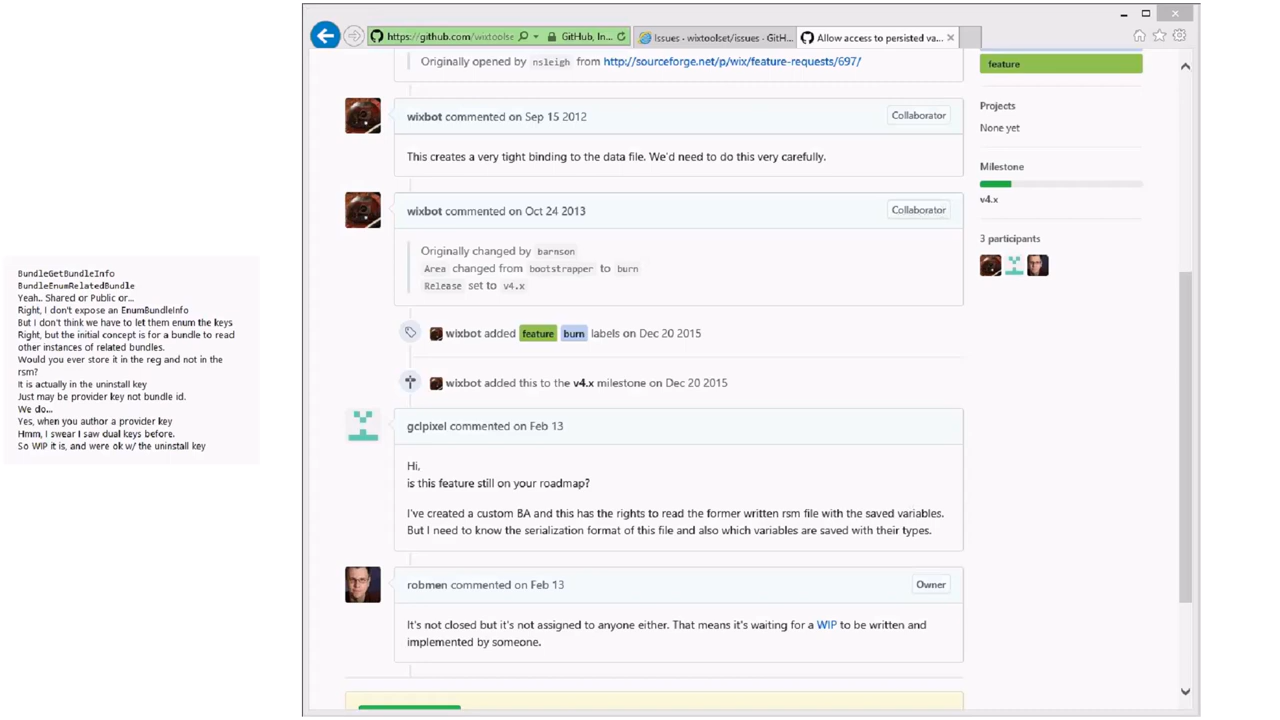 BundleGetBundleInfo
BundleEnumRelatedBundle
Yeah.. Shared or Public or...
Right, I don't expose an EnumBundleInfo
But I don't think we have to let them enum the keys
Right, but the initial concept is for a bundle to read
other instances of related bundles.
Would you ever store it in the reg and not in the
rsm?
It is actually in the uninstall key
Just may be provider key not bundle id.
We do...
Yes, when you author a provider key
Hmm, I swear I saw dual keys before.
So WIP it is, and were ok w/ the uninstall key
https://github.com/wixtoolse
GitHub, In...
Issues · wixtoolset/issues · GitH...
Allow access to persisted va...
Originally opened by nsleigh from http://sourceforge.net/p/wix/feature-requests/697/
wixbot commented on Sep 15 2012
Collaborator
This creates a very tight binding to the data file. We'd need to do this very carefully.
wixbot commented on Oct 24 2013
Collaborator
Originally changed by barnson
Area changed from bootstrapper to burn
Release set to v4.x
wixbot added feature burn labels on Dec 20 2015
wixbot added this to the v4.x milestone on Dec 20 2015
gclpixel commented on Feb 13
Hi,
is this feature still on your roadmap?
I've created a custom BA and this has the rights to read the former written rsm file with the saved variables.
But I need to know the serialization format of this file and also which variables are saved with their types.
robmen commented on Feb 13
Owner
It's not closed but it's not assigned to anyone either. That means it's waiting for a WIP to be written and
implemented by someone.
feature
Projects
None yet
Milestone
v4.x
3 participants